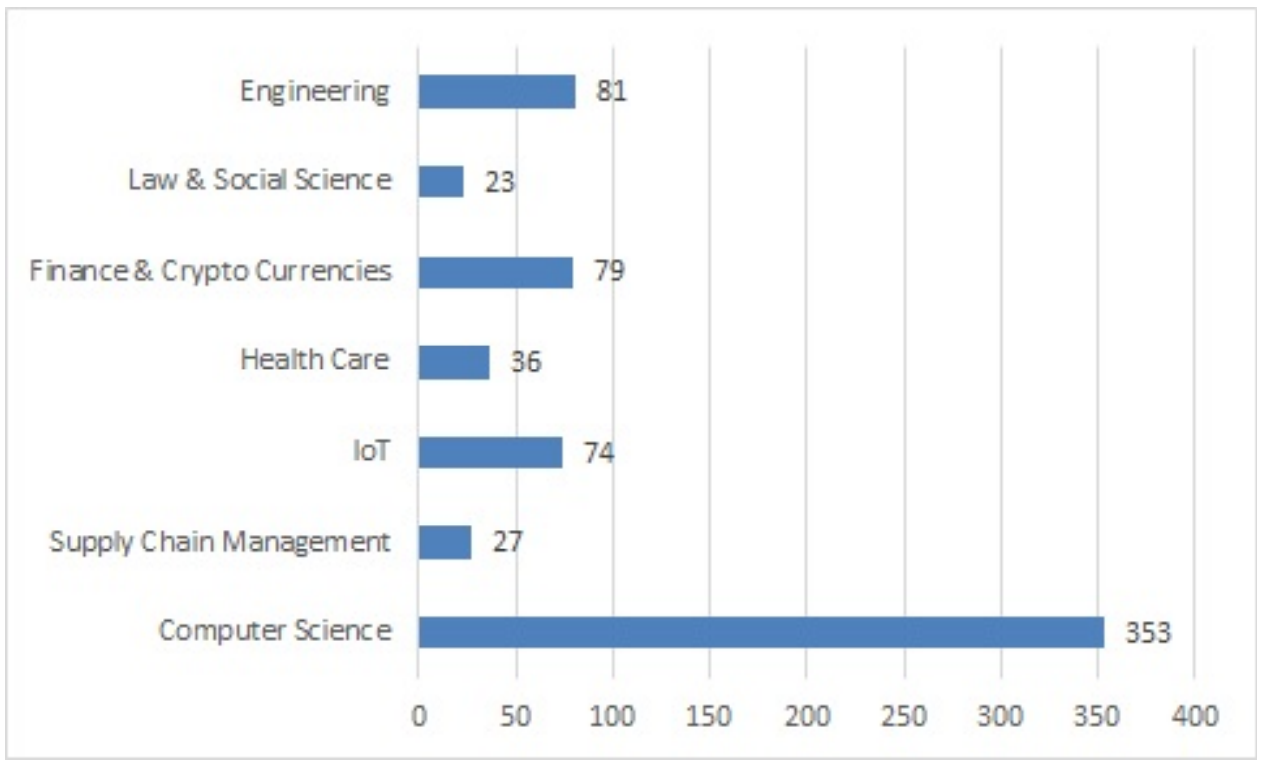 Engineering 81
Law & Social Science 23
Finance & Crypto Currencies 79
Health Care 36
IoT 74
Supply Chain Management 27
Computer Science 353
0 50 100 150 200 250 300 350 400